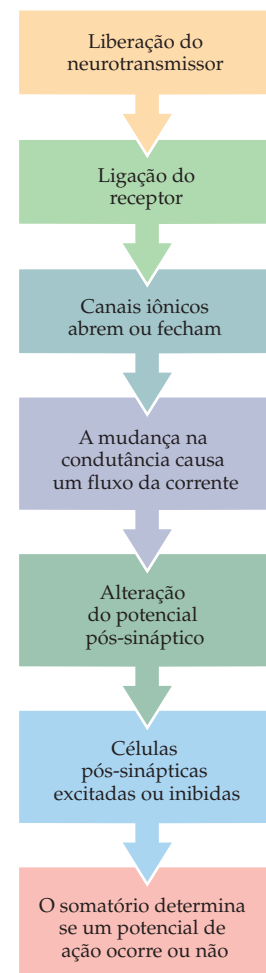 Liberação do
neurotransmissor
Ligação do
receptor
Canais iônicos
abrem ou fecham
A mudança na
condutância causa
um fluxo da corrente
Alteração
do potencial
pós-sináptico
Células
pós-sinápticas
excitadas ou inibidas
O somatório determina
se um potencial de
ação ocorre ou não